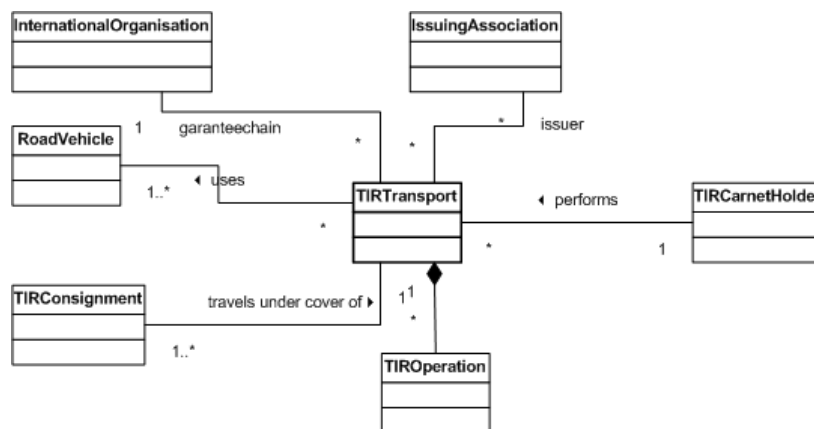 InternationalOrganisation
IssuingAssociation
1
garanteechain
*
*
*
issuer
RoadVehicle
1..*
uses
*
TIRTransport
performs
*
1
TIRCarnetHolde
TIRConsignment
1..*
travels under cover of
1
1
*
TIROperation